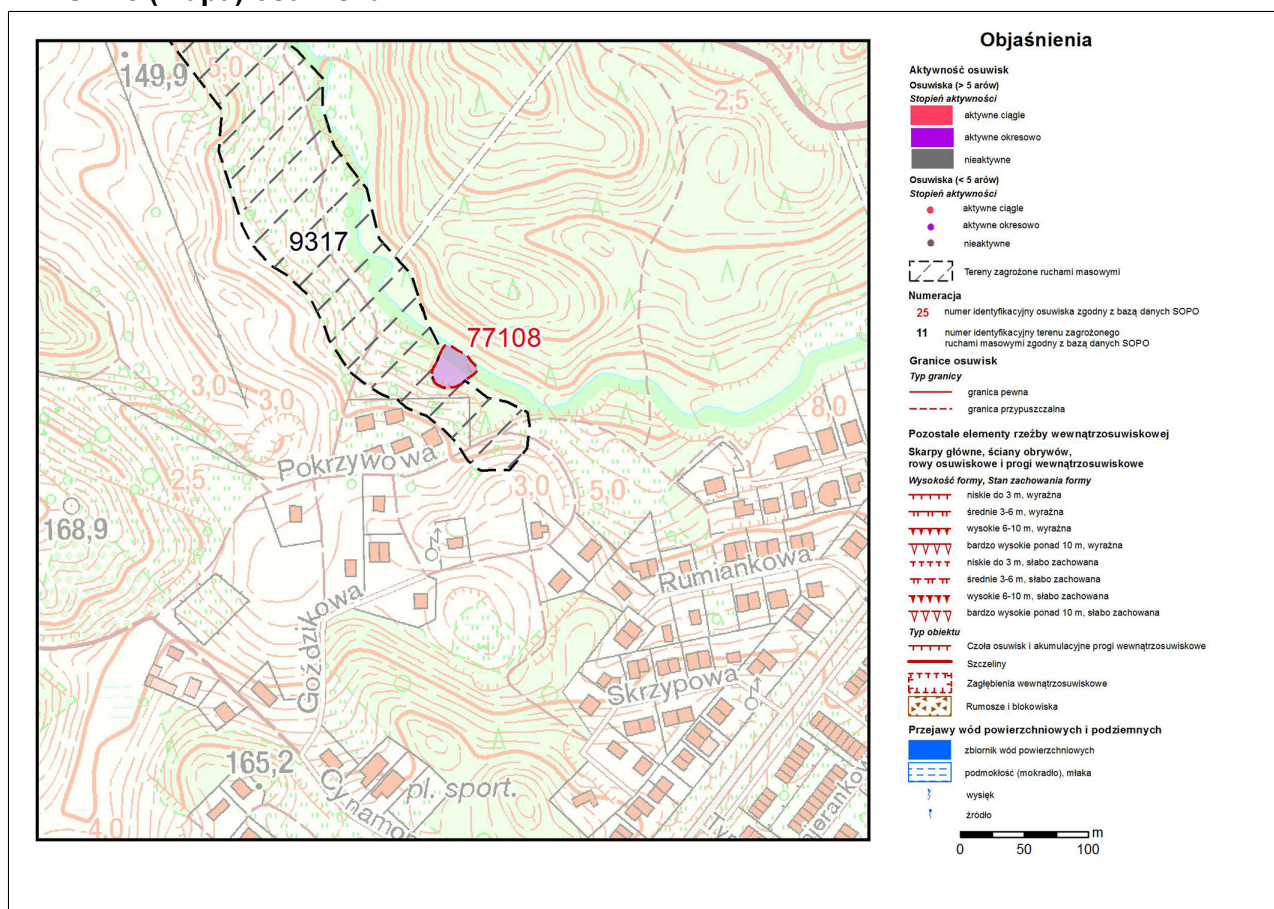 149,9
5,0
5,0
2,5
9317
77108
3,0
3,0
8,0
Pokrzywowa
2,5
3,0
5,0
168,9
Rumiankowa
Goździkowa
Skrzypowa
165,2
pl. sport.
Cynamon
4,0
Objaśnienia
Aktywność osuwisk
Osuwiska (> 5 arów)
Stopień aktywności
aktywne ciągle
aktywne okresowo
nieaktywne
Osuwiska (< 5 arów)
Stopień aktywności
aktywne ciągle
aktywne okresowo
nieaktywne
Tereny zagrożone ruchami masowymi
Numeracja
25 numer identyfikacyjny osuwiska zgodny z bazą danych SOPO
11 numer identyfikacyjny terenu zagrożonego
ruchami masowymi zgodny z bazą danych SOPO
Granice osuwisk
Typ granicy
granica pewna
granica przypuszczalna
Pozostałe elementy rzeźby wewnątrzosuwiskowej
Skarpy główne, ściany obrywów,
rowy osuwiskowe i progi wewnątrzosuwiskowe
Wysokość formy, Stan zachowania formy
niskie do 3 m, wyraźna
średnie 3-6 m, wyraźna
wysokie 6-10 m, wyraźna
bardzo wysokie ponad 10 m, wyraźna
niskie do 3 m, słabo zachowana
średnie 3-6 m, słabo zachowana
wysokie 6-10 m, słabo zachowana
bardzo wysokie ponad 10 m, słabo zachowana
Typ obiektu
Czoła osuwisk i akumulacyjne progi wewnątrzosuwiskowe
Szczeliny
Zagłębienia wewnątrzosuwiskowe
Rumosze i blokowiska
Przejawy wód powierzchniowych i podziemnych
zbiornik wód powierzchniowych
podmokłość (mokradło), młaka
wysięk
źródło
m
0 50 100